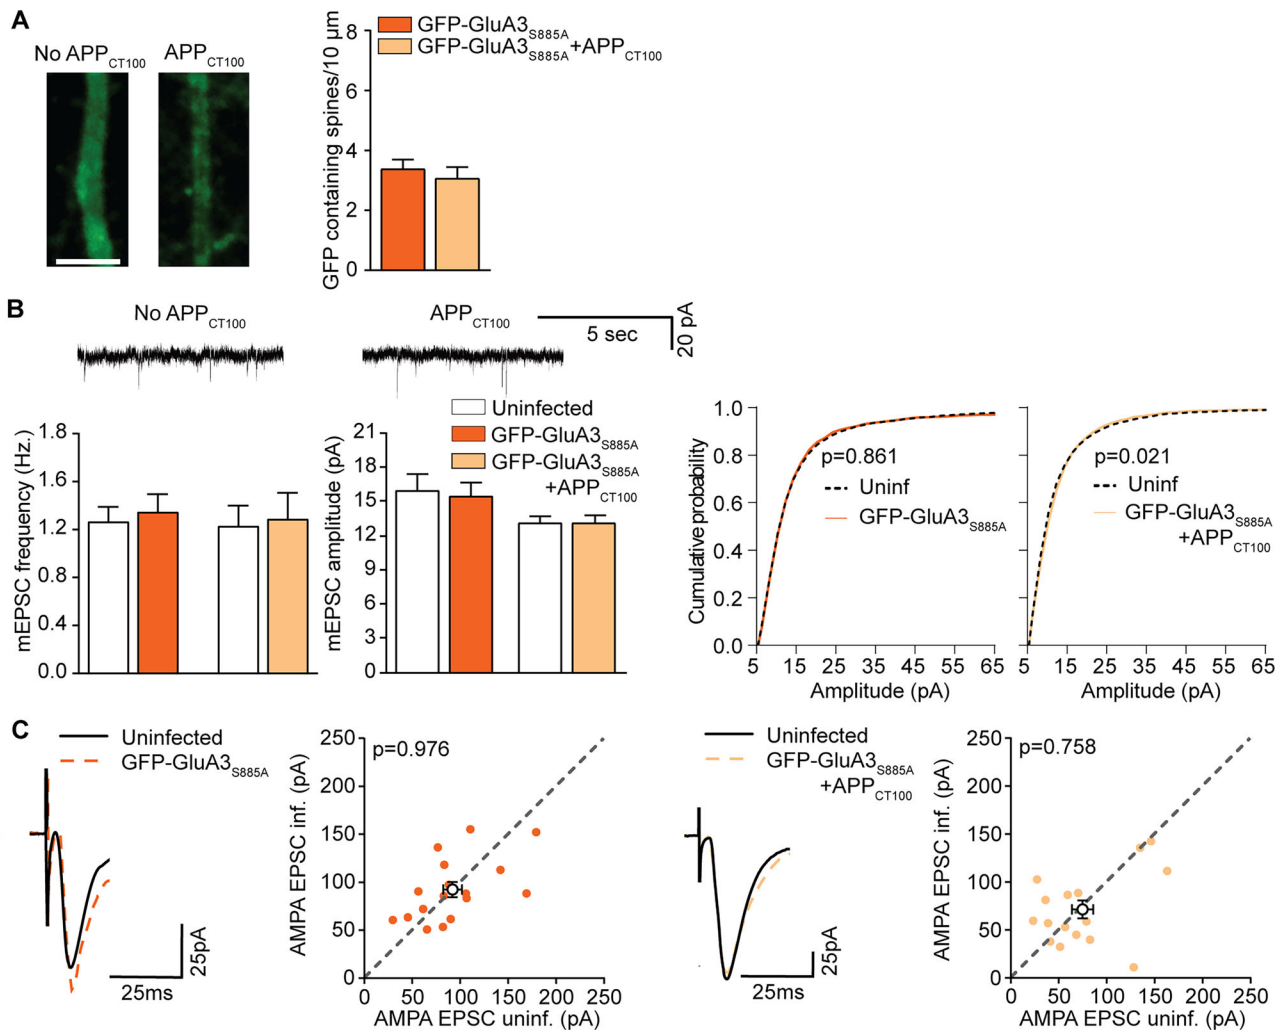 A
No APPCT100
APPCT100
GFP containing spines/10 μm
8
6
4
2
0
GFP-GluA3S885A
GFP-GluA3S885A+APPCT100
B
No APPCT100
APPCT100
5 sec
20 pA
mEPSC frequency (Hz.)
1.8
1.6
1.2
0.8
0.4
0.0
mEPSC amplitude (pA)
21
18
15
12
9
6
3
0
Uninfected
GFP-GluA3S885A
GFP-GluA3S885A
+APPCT100
Cumulative probability
1.0
0.8
0.6
0.4
0.2
0.0
p=0.861
Uninf
GFP-GluA3S885A
5 15 25 35 45 55 65
Amplitude (pA)
p=0.021
Uninf
GFP-GluA3S885A
+APPCT100
5 15 25 35 45 55 65
Amplitude (pA)
C
Uninfected
GFP-GluA3S885A
25pA
25ms
AMPA EPSC inf. (pA)
250
200
150
100
50
0
p=0.976
0 50 100 150 200 250
AMPA EPSC uninf. (pA)
Uninfected
GFP-GluA3S885A
+APPCT100
25pA
25ms
AMPA EPSC inf. (pA)
250
200
150
100
50
0
p=0.758
0 50 100 150 200 250
AMPA EPSC uninf. (pA)